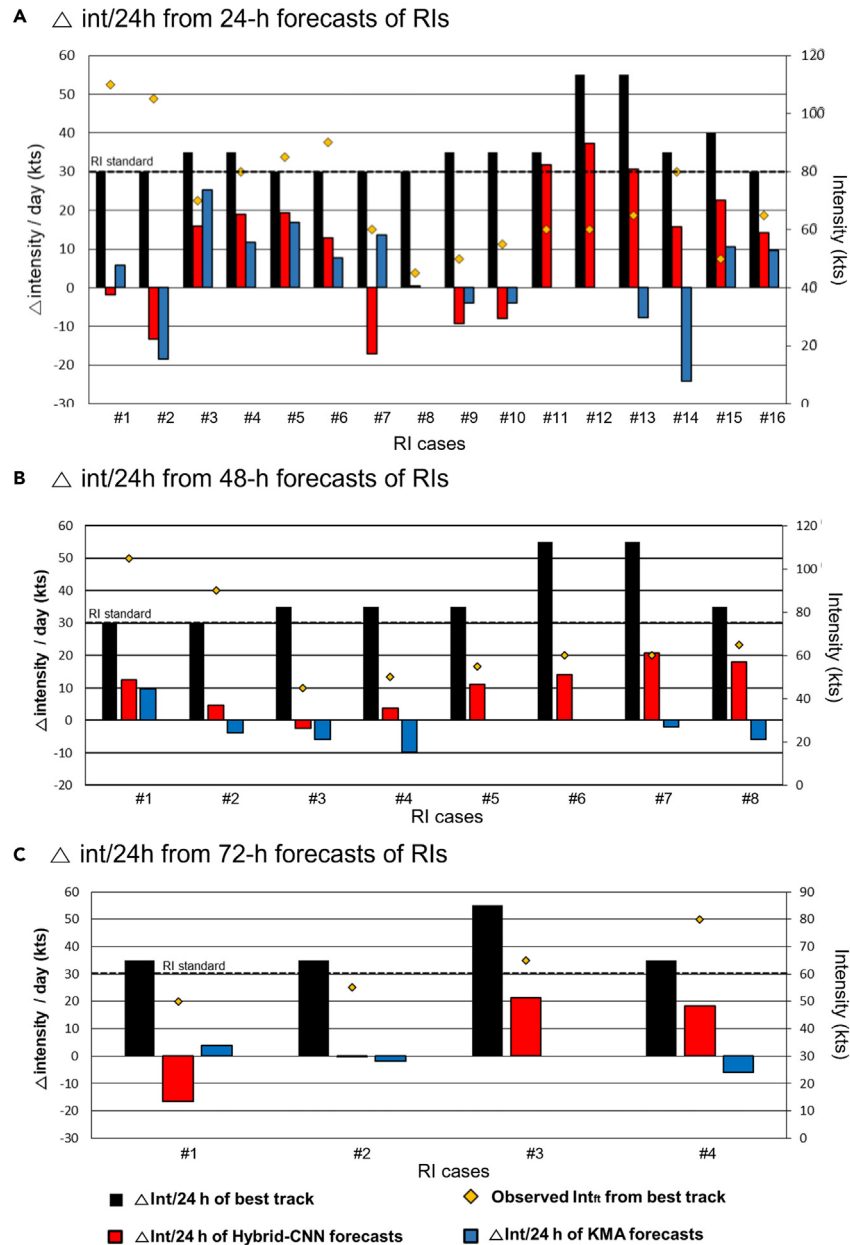 A △ int/24h from 24-h forecasts of RIs
60 120
50 100
40
30 RI standard 80
20 60
10
0 40
-10
-20 20
-30 0
△intensity / day (kts)
Intensity (kts)
#1 #2 #3 #4 #5 #6 #7 #8 #9 #10 #11 #12 #13 #14 #15 #16
RI cases
B △ int/24h from 48-h forecasts of RIs
60 120
50 100
40
30 RI standard 80
20 60
10
0 40
-10 20
-20 0
△intensity / day (kts)
Intensity (kts)
#1 #2 #3 #4 #5 #6 #7 #8
RI cases
C △ int/24h from 72-h forecasts of RIs
60 90
50 80
40 70
30 RI standard 60
20 50
10 40
0 30
-10 20
-20 10
-30 0
△intensity / day (kts)
Intensity (kts)
#1 #2 #3 #4
RI cases
△Int/24 h of best track
Observed Intft from best track
△Int/24 h of Hybrid-CNN forecasts
△Int/24 h of KMA forecasts